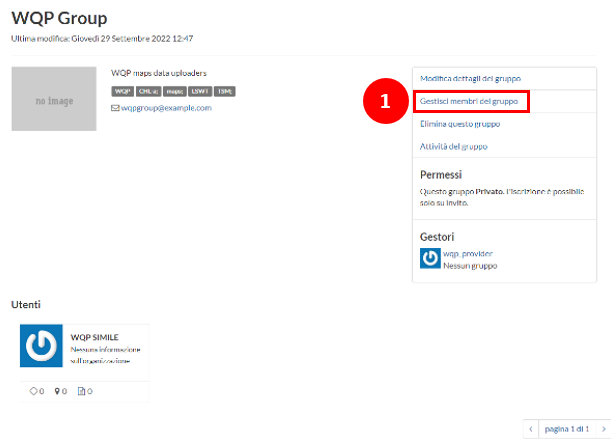 WQP Group
Ultima modifica: Giovedì 29 Settembre 2022 12:47
no image
WQP maps data uploaders
WQP CHL-a; maps; LSWT TSM;
wqpgroup@example.com
1
Modifica dettagli del gruppo
Gestisci membri del gruppo
Elimina questo gruppo
Attività del gruppo
Permessi
Questo gruppo Privato. l'iscrizione è possibile
solo su invito.
Gestori
wqp_provider
Nessun gruppo
Utenti
WQP SIMILE
Nessuna informazione
sull'organizzazione
0 0 0
‹ pagina 1 di 1 ›